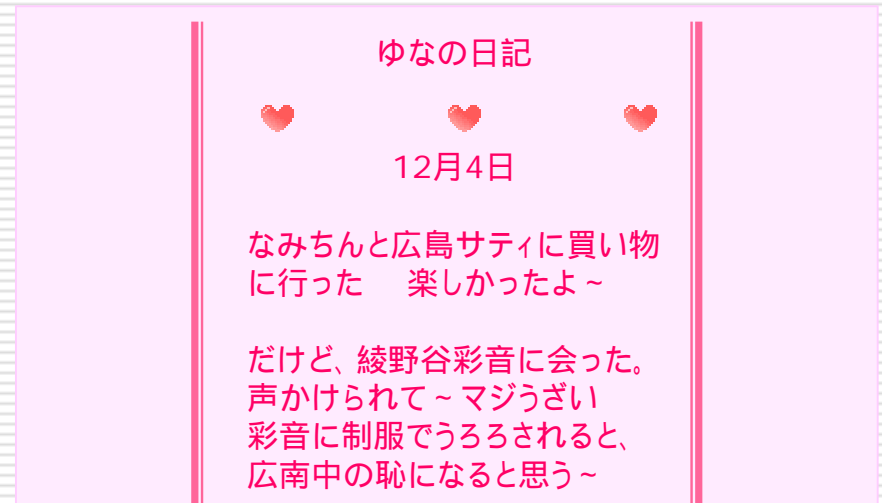 ゆなの日記
12月4日
なみちんと広島サティに買い物
に行った　楽しかったよ～
だけど、綾野谷彩音に会った。
声かけられて～マジうざい
彩音に制服でうろろされると、
広南中の恥になると思う～